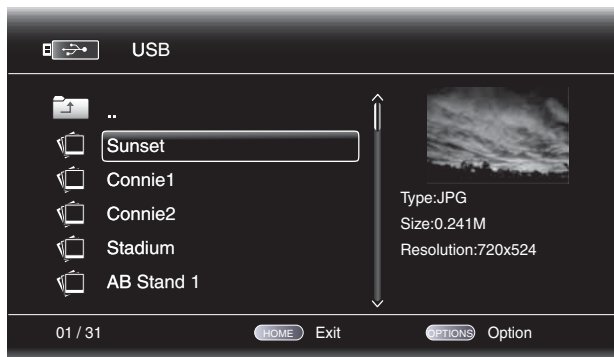 USB
..
Sunset
Connie1
Connie2
Stadium
AB Stand 1
Type:JPG
Size:0.241M
Resolution:720x524
01 / 31
HOME Exit
OPTIONS Option